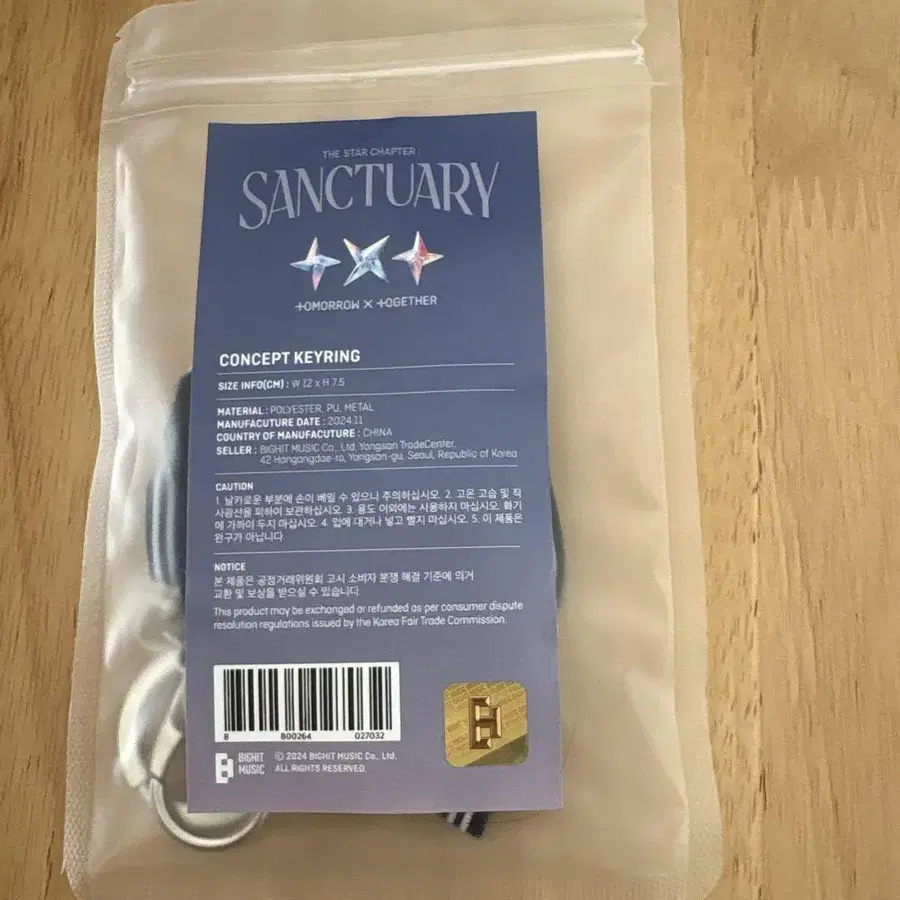 THE STAR CHAPTER :
SANCTUARY
TOMORROW X TOGETHER
CONCEPT KEYRING
SIZE INFO(CM) : W 12 x H 7.5
MATERIAL : POLYESTER, PU, METAL
MANUFACUTURE DATE : 2024.11
COUNTRY OF MANUFACUTURE : CHINA
SELLER : BIGHIT MUSIC Co., Ltd. Yongsan TradeCenter,
42 Hangangdae-ro, Yongsan-gu, Seoul, Republic of Korea
CAUTION
1. 날카로운 부분에 손이 베일 수 있으니 주의하십시오. 2. 고온 고습 및 직
사광선을 피하여 보관하십시오. 3. 용도 이외에는 사용하지 마십시오. 화기
에 가까이 두지 마십시오. 4. 입에 대거나 넣고 빨지 마십시오. 5. 이 제품은
완구가 아닙니다.
NOTICE
본 제품은 공정거래위원회 고시 소비자 분쟁 해결 기준에 의거
교환 및 보상을 받으실 수 있습니다.
This product may be exchanged or refunded as per consumer dispute
resolution regulations issued by the Korea Fair Trade Commission.
8 800264 027032
BIGHIT
MUSIC
© 2024 BIGHIT MUSIC Co., Ltd.
ALL RIGHTS RESERVED.